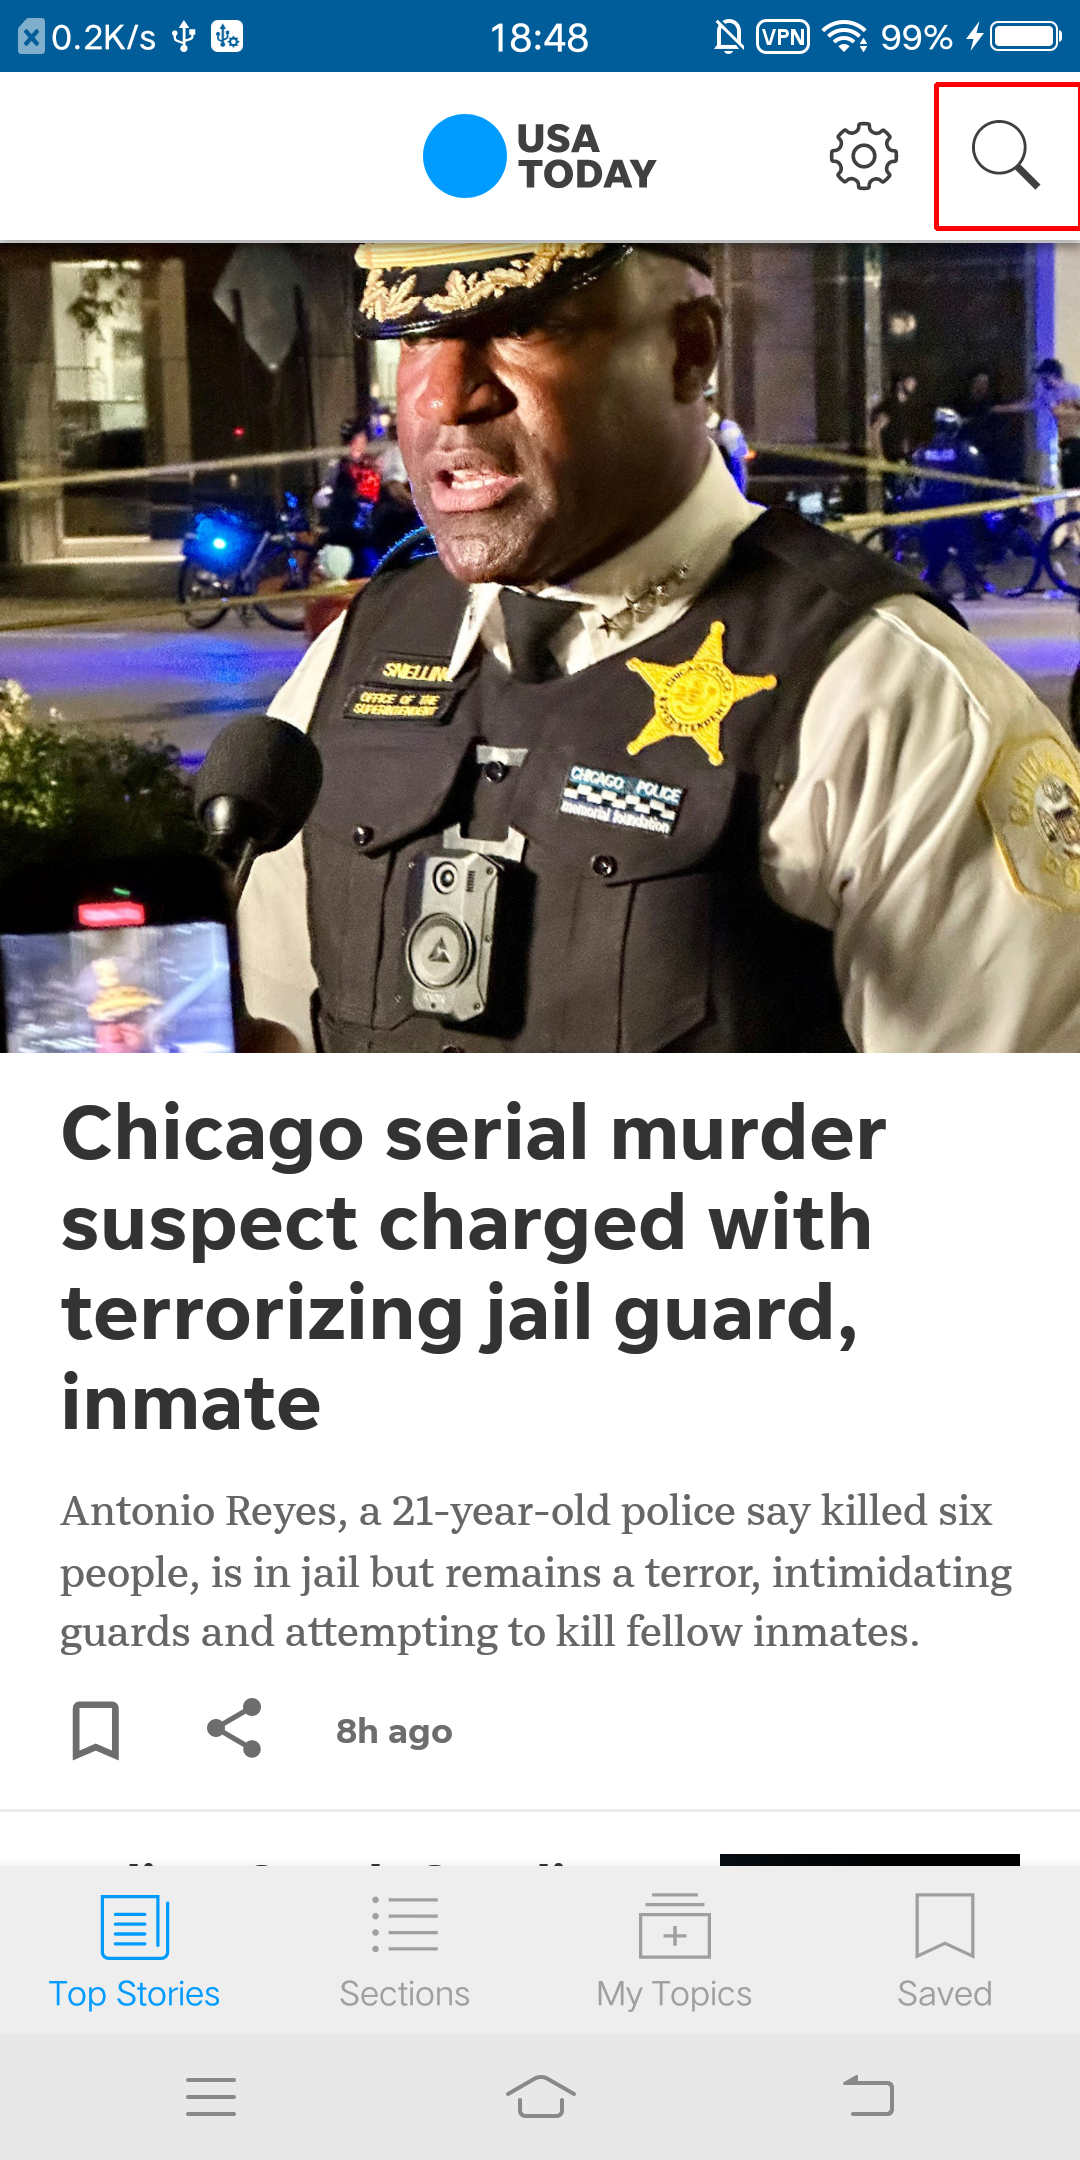 0.2K/s 18:48 VPN 99%
USA
TODAY
SNELLIN
OFFICE OF THE
SUPERINTENDENT
CHICAGO POLICE
memorial foundation
Chicago serial murder
suspect charged with
terrorizing jail guard,
inmate
Antonio Reyes, a 21-year-old police say killed six
people, is in jail but remains a terror, intimidating
guards and attempting to kill fellow inmates.
8h ago
Top Stories Sections My Topics Saved